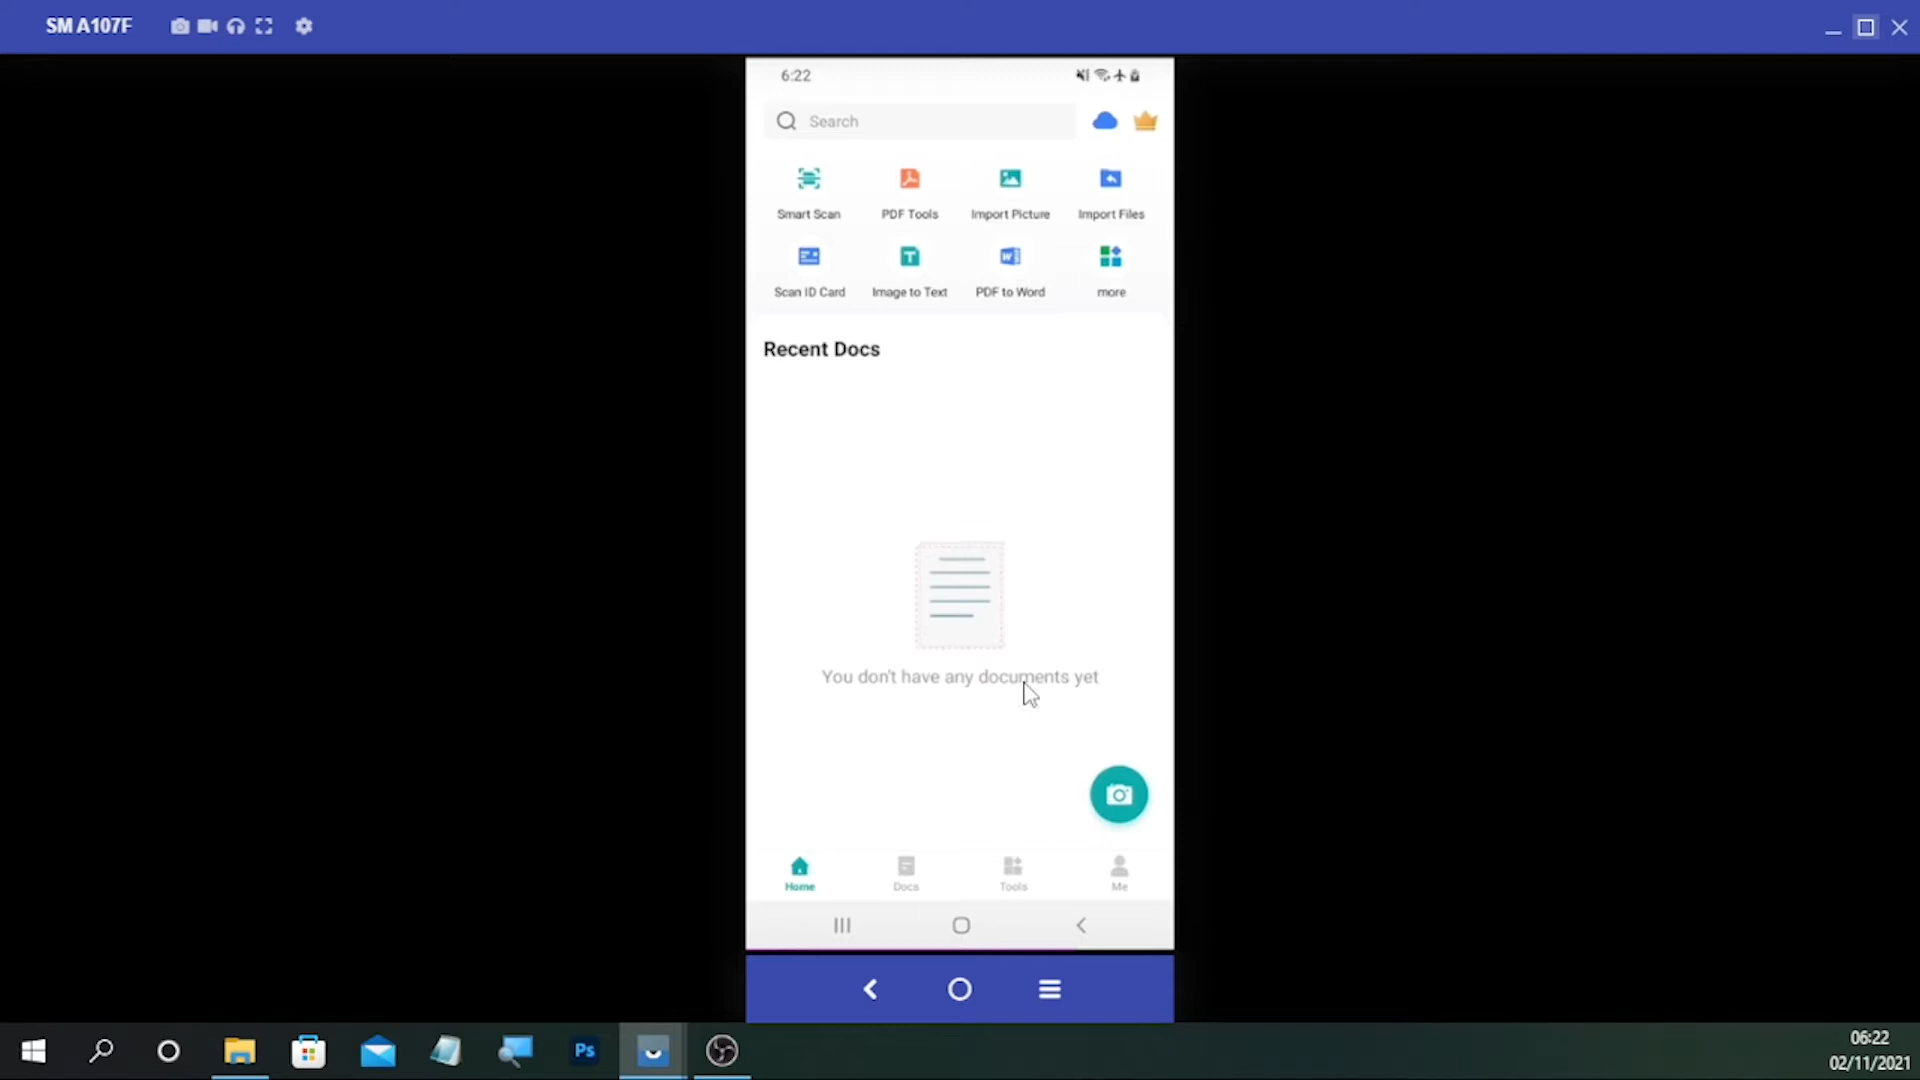 SM A107F
6:22
Search
Smart Scan
PDF Tools
Import Picture
Import Files
Scan ID Card
Image to Text
PDF to Word
more
Recent Docs
You don't have any documents yet
Home
Docs
Tools
Me
Ps
06:22
02/11/2021